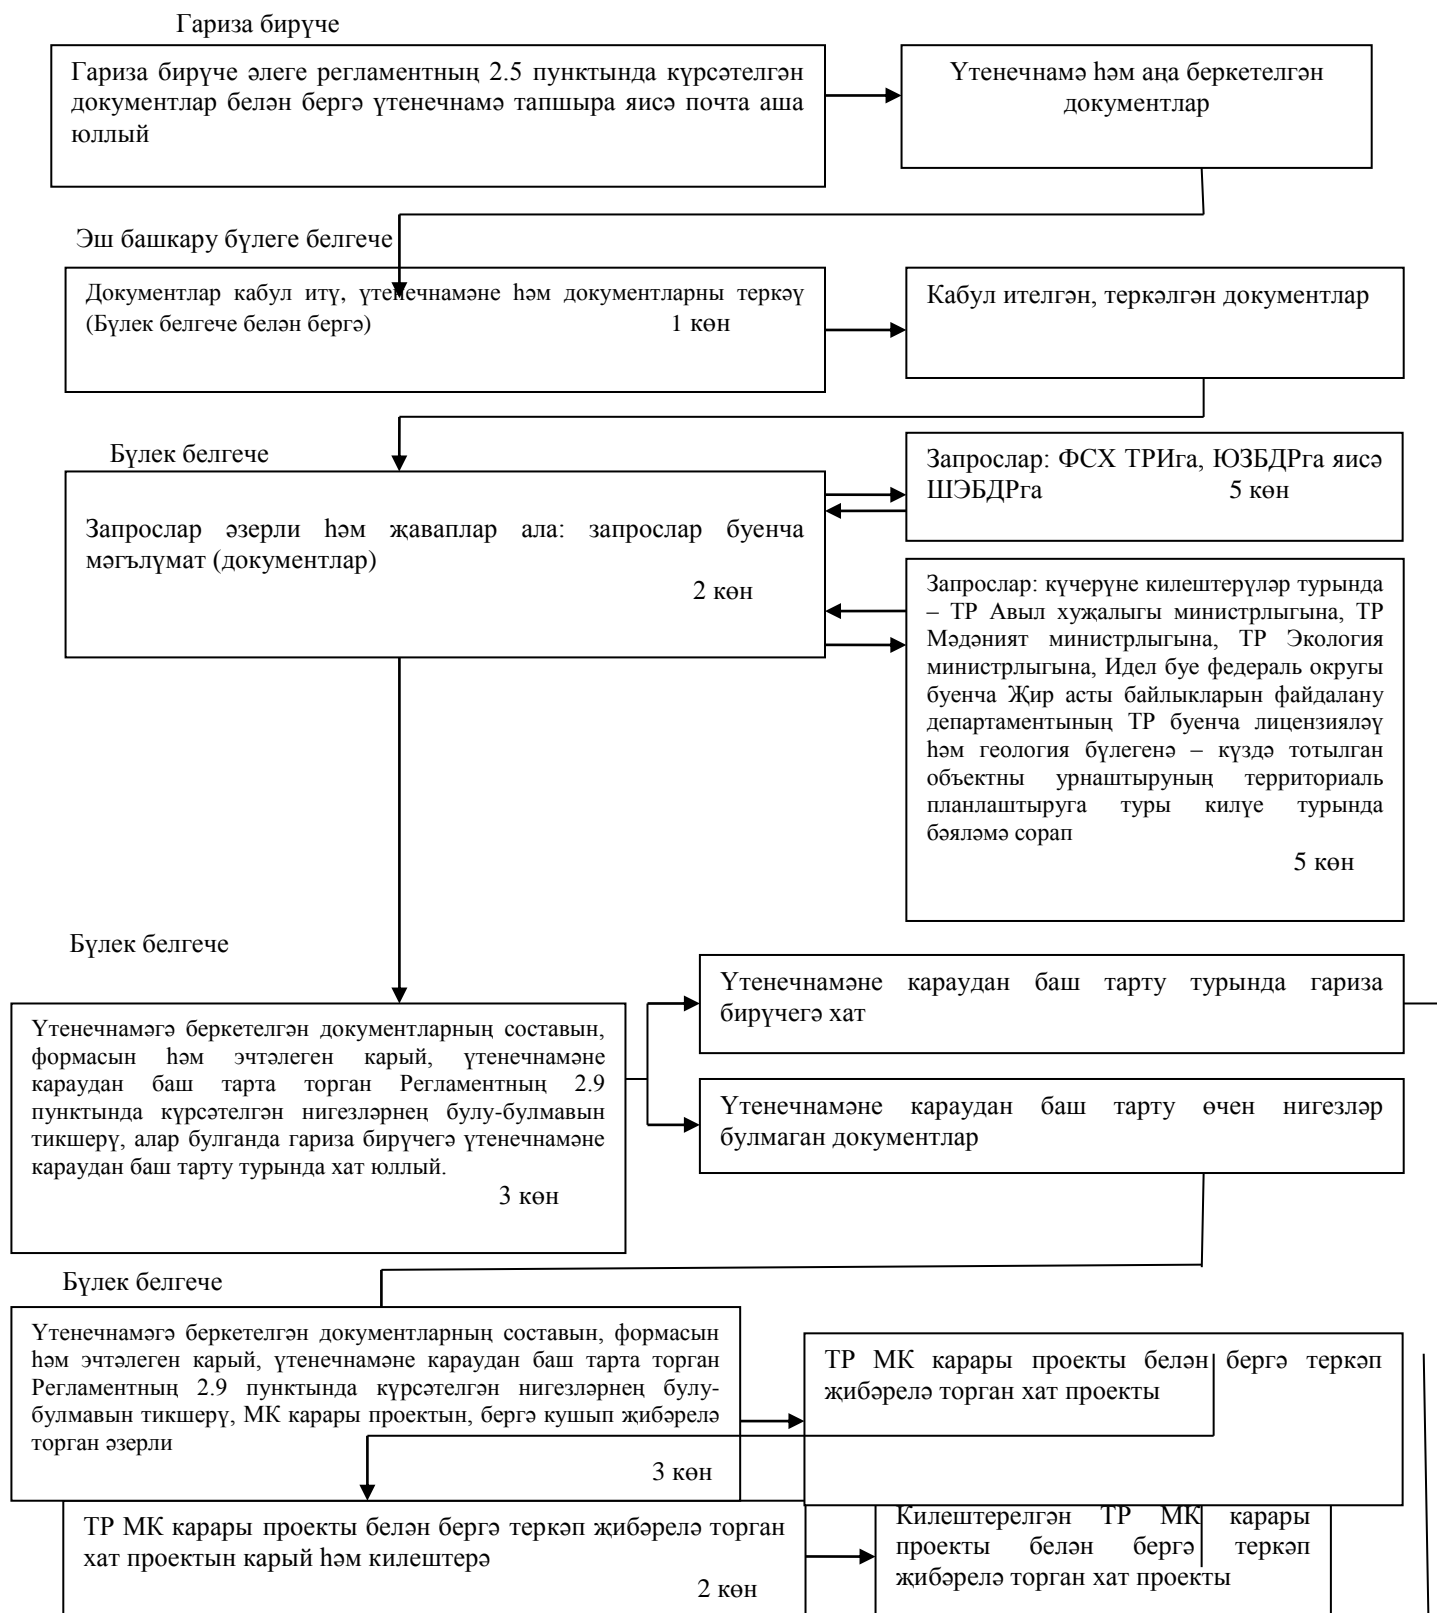 Гариза бирүче
Гариза бирүче әлеге регламентның 2.5 пунктында күрсәтелгән
документлар белән бергә үтенечнамә тапшыра яисә почта аша
юллый
Үтенечнамә һәм аңа беркетелгән
документлар
Эш башкару бүлеге белгече
Документлар кабул итү, үтенечнамәне һәм документларны теркәү
(Бүлек белгече белән бергә) 1 көн
Кабул ителгән, теркәлгән документлар
Бүлек белгече
Запрослар әзерли һәм җаваплар ала: запрослар буенча
мәгълүмат (документлар)
2 көн
Запрослар: ФСХ ТРИга, ЮЗБДРга яисә
ШЭБДРга 5 көн
Запрослар: күчерүне килештерүләр турында
– ТР Авыл хуҗалыгы министрлыгына, ТР
Мәдәният министрлыгына, ТР Экология
министрлыгына, Идел буе федераль округы
буенча Җир асты байлыкларын файдалану
департаментының ТР буенча лицензияләү
һәм геология бүлегенә – күздә тотылган
объектны урнаштыруның территориаль
планлаштыруга туры килүе турында
бәяләмә сорап
5 көн
Бүлек белгече
Үтенечнамәгә беркетелгән документларның составын,
формасын һәм эчтәлеген карый, үтенечнамәне
караудан баш тарта торган Регламентның 2.9
пунктында күрсәтелгән нигезләрнең булу-булмавын
тикшерү, алар булганда гариза бирүчегә үтенечнамәне
караудан баш тарту турында хат юллый.
3 көн
Үтенечнамәне караудан баш тарту турында гариза
бирүчегә хат
Үтенечнамәне караудан баш тарту өчен нигезләр
булмаган документлар
Бүлек белгече
Үтенечнамәгә беркетелгән документларның составын, формасын
һәм эчтәлеген карый, үтенечнамәне караудан баш тарта торган
Регламентның 2.9 пунктында күрсәтелгән нигезләрнең булу-
булмавын тикшерү, МК карары проектын, бергә кушып җибәрелә
торган әзерли
3 көн
ТР МК карары проекты белән бергә теркәп
җибәрелә торган хат проекты
ТР МК карары проекты белән бергә теркәп җибәрелә торган
хат проектын карый һәм килештерә
2 көн
Килештерелгән ТР МК карары
проекты белән бергә теркәп
җибәрелә торган хат проекты